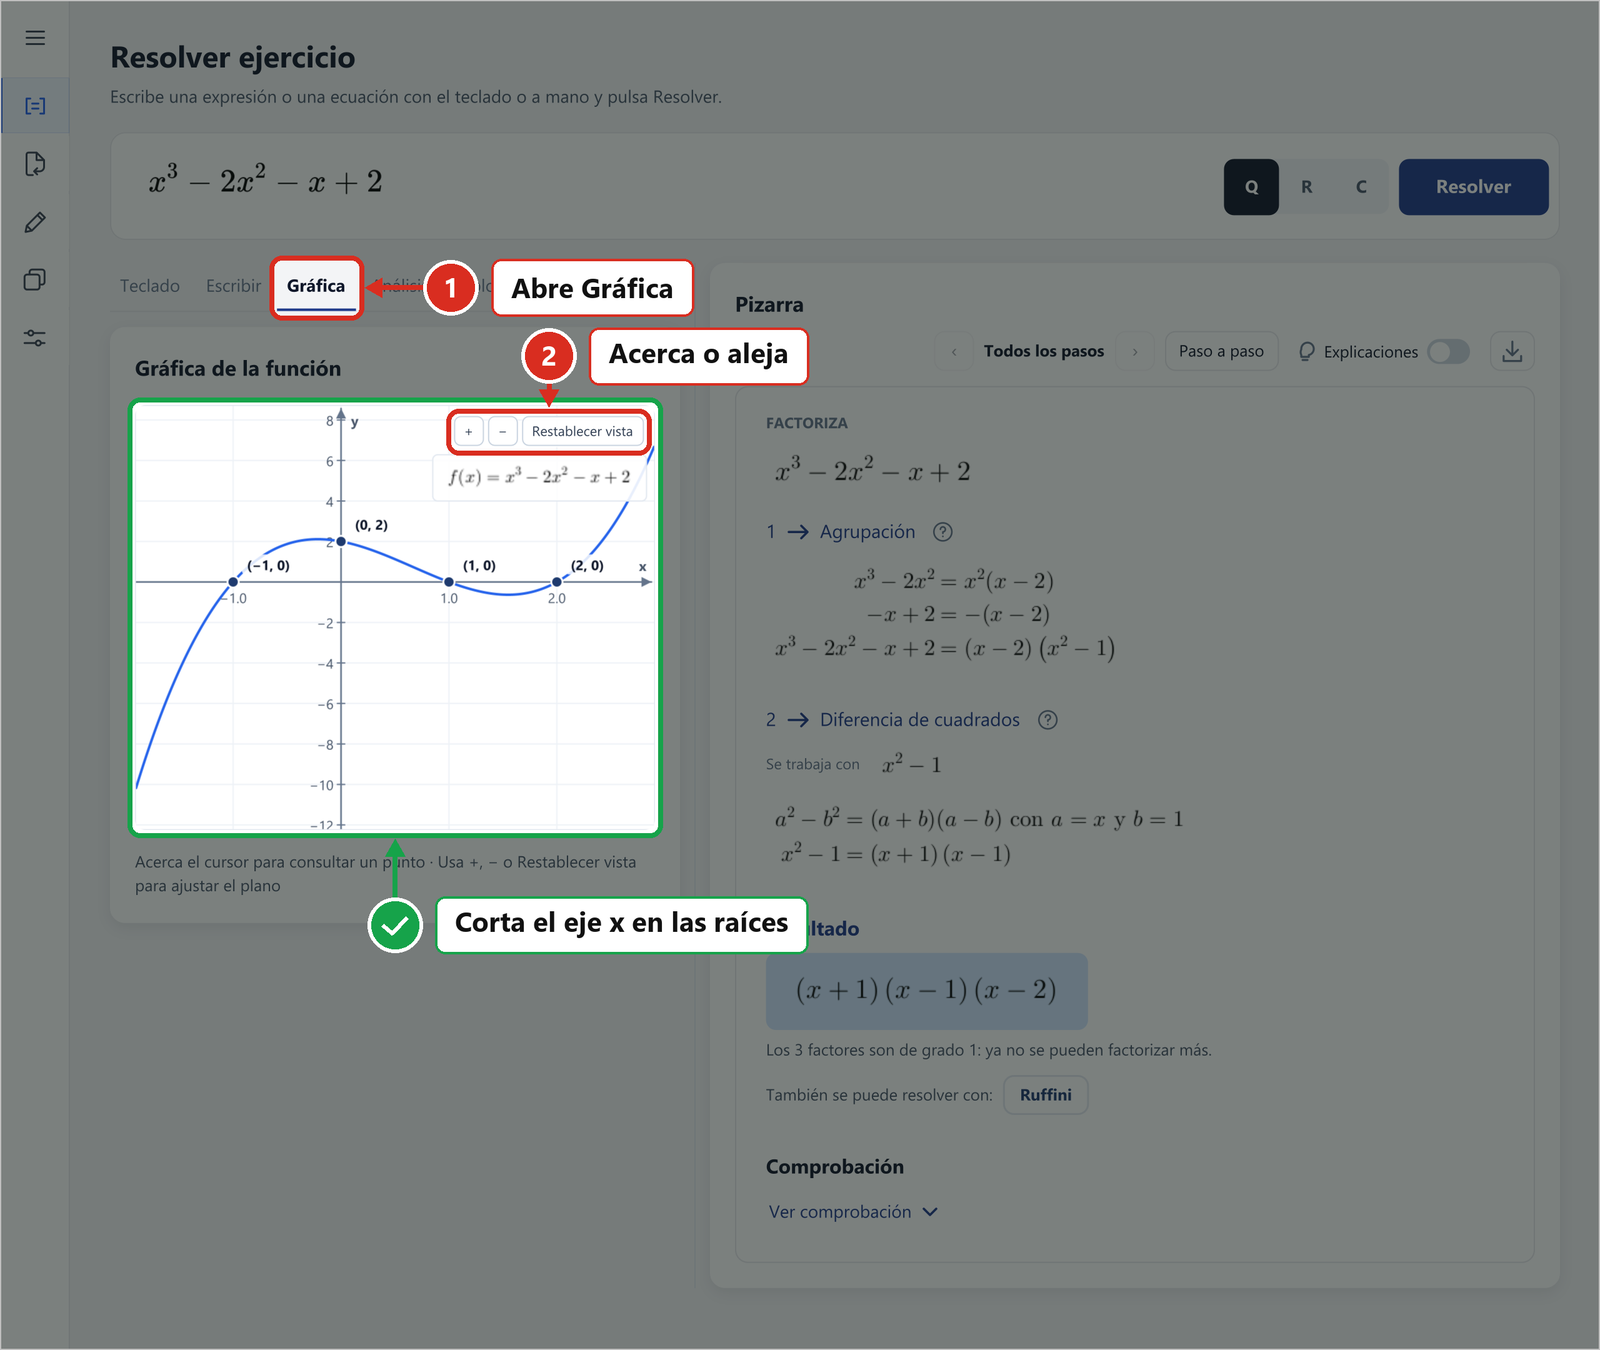 Resolver ejercicio
Escribe una expresión o una ecuación con el teclado o a mano y pulsa Resolver.
x³ − 2x² − x + 2
Q R C Resolver
Teclado Escribir Gráfica
1 Abre Gráfica
2 Acerca o aleja
Gráfica de la función
+ − Restablecer vista
f(x) = x³ − 2x² − x + 2
y
x
8
6
4
2
−2
−4
−6
−8
−10
−12
−1.0 1.0 2.0
(0, 2)
(−1, 0) (1, 0) (2, 0)
Acerca el cursor para consultar un punto · Usa +, − o Restablecer vista
para ajustar el plano
Corta el eje x en las raíces
Pizarra
‹ Todos los pasos › Paso a paso Explicaciones
FACTORIZA
x³ − 2x² − x + 2
1 → Agrupación ?
x³ − 2x² = x²(x − 2)
−x + 2 = −(x − 2)
x³ − 2x² − x + 2 = (x − 2) (x² − 1)
2 → Diferencia de cuadrados ?
Se trabaja con x² − 1
a² − b² = (a + b)(a − b) con a = x y b = 1
x² − 1 = (x + 1) (x − 1)
ltado
(x + 1) (x − 1) (x − 2)
Los 3 factores son de grado 1: ya no se pueden factorizar más.
También se puede resolver con: Ruffini
Comprobación
Ver comprobación